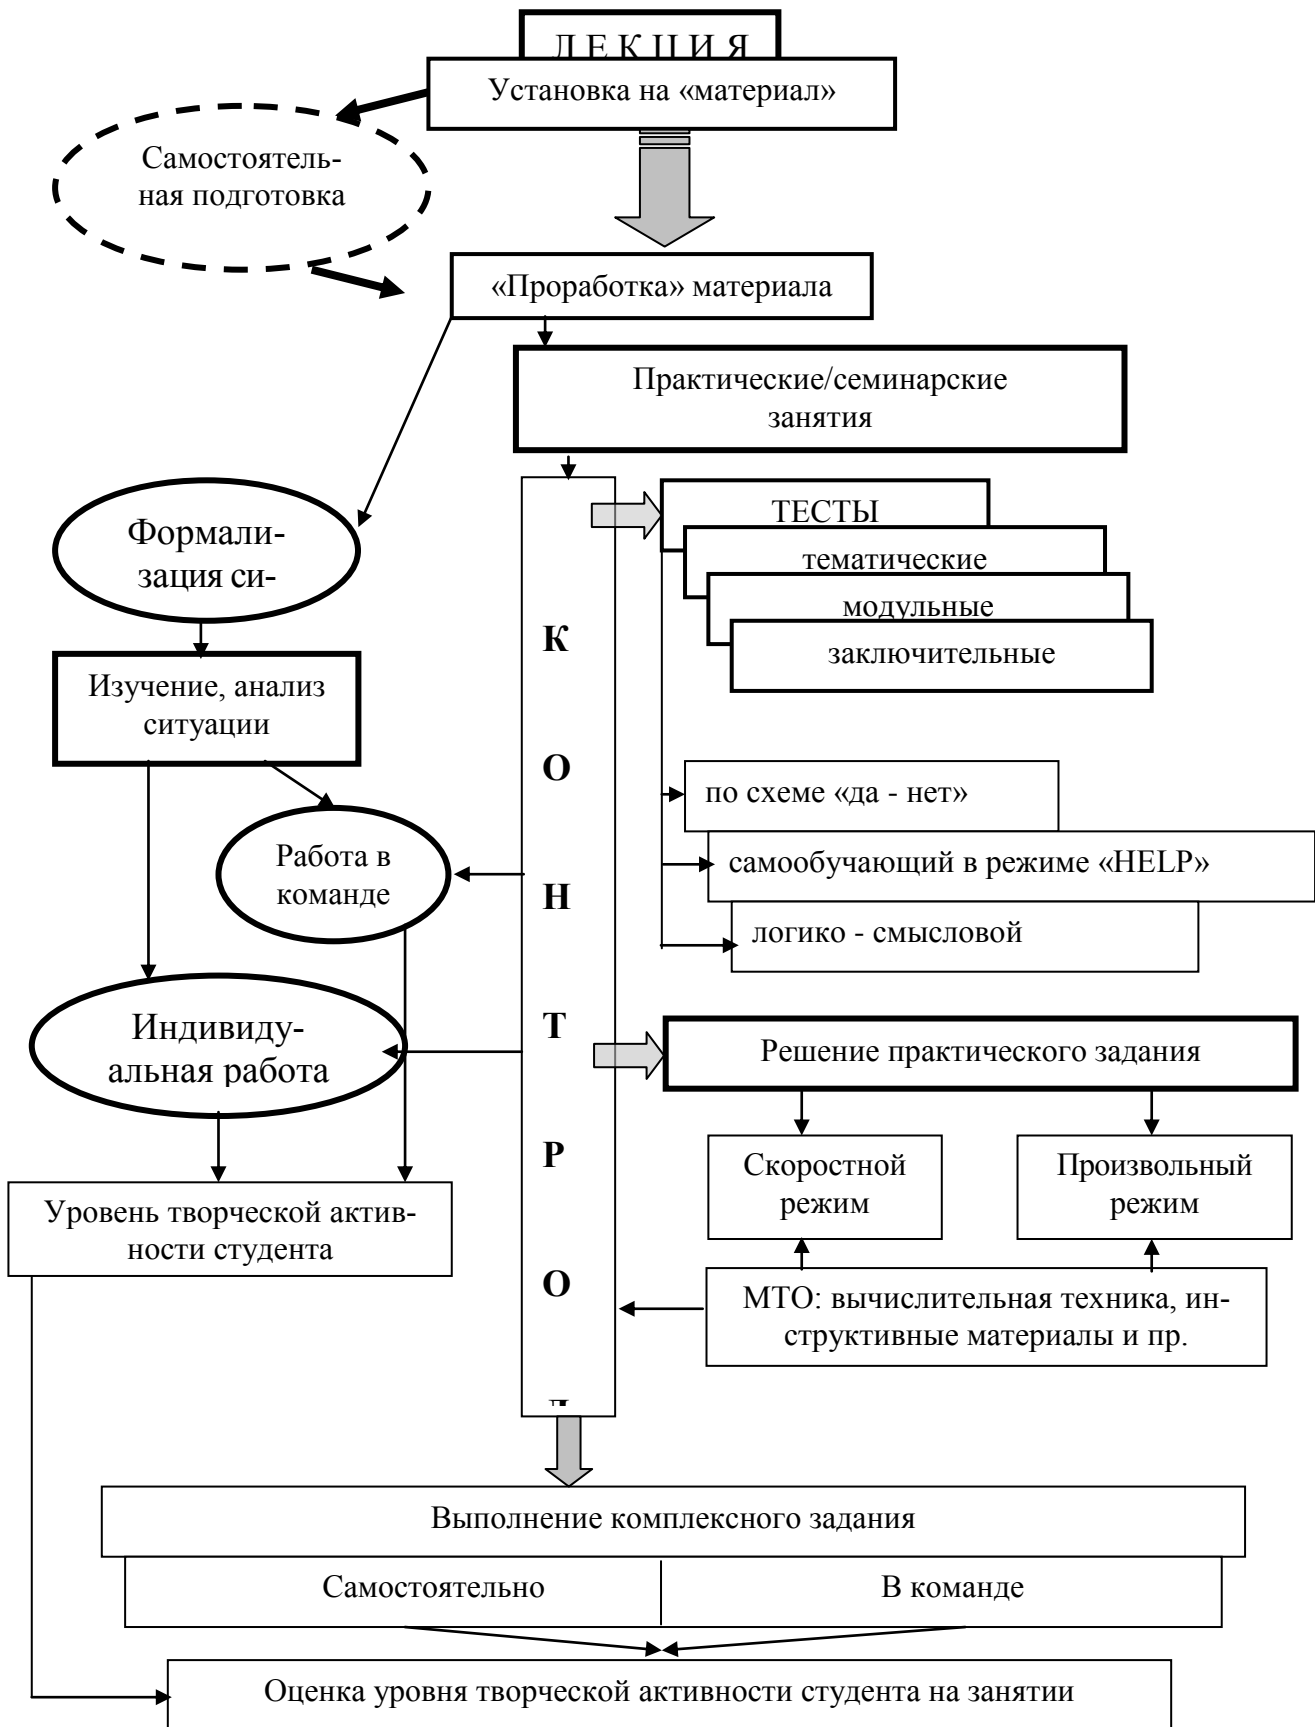 ЛЕКЦИЯ
Установка на «материал»
Самостоятель-
ная подготовка
«Проработка» материала
Практические/семинарские
занятия
Формали-
зация си-
ТЕСТЫ
тематические
модульные
заключительные
К
О
Н
Т
Р
О
Л
Изучение, анализ
ситуации
по схеме «да - нет»
самообучающий в режиме «HELP»
логико - смысловой
Работа в
команде
Индивиду-
альная работа
Решение практического задания
Скоростной
режим
Произвольный
режим
Уровень творческой актив-
ности студента
МТО: вычислительная техника, ин-
структивные материалы и пр.
Выполнение комплексного задания
Самостоятельно
В команде
Оценка уровня творческой активности студента на занятии